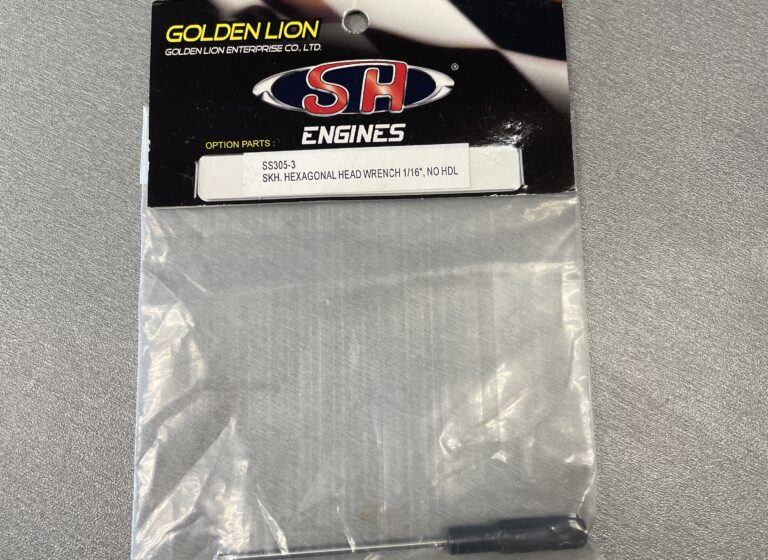 GOLDEN LION
GOLDEN LION ENTERPRISE CO., LTD.
SH®
ENGINES
OPTION PARTS :
SS305-3
SKH. HEXAGONAL HEAD WRENCH 1/16", NO HDL